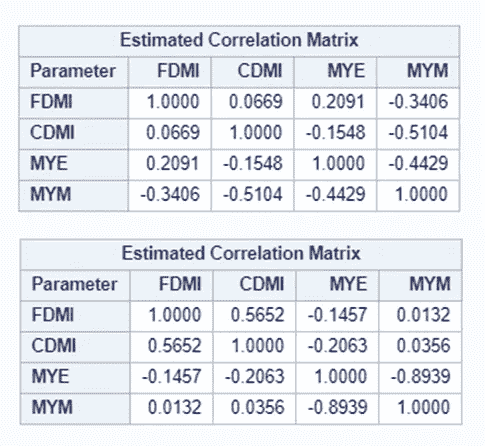 Estimated Correlation Matrix
Parameter FDMI CDMI MYE MYM
FDMI 1.0000 0.0669 0.2091 -0.3406
CDMI 0.0669 1.0000 -0.1548 -0.5104
MYE 0.2091 -0.1548 1.0000 -0.4429
MYM -0.3406 -0.5104 -0.4429 1.0000
Estimated Correlation Matrix
Parameter FDMI CDMI MYE MYM
FDMI 1.0000 0.5652 -0.1457 0.0132
CDMI 0.5652 1.0000 -0.2063 0.0356
MYE -0.1457 -0.2063 1.0000 -0.8939
MYM 0.0132 0.0356 -0.8939 1.0000